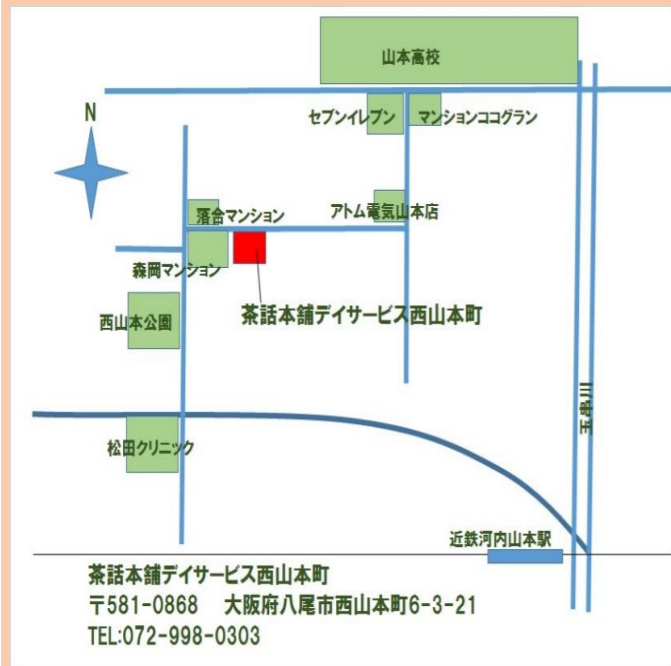 山本高校
N
セブンイレブン
マンションココグラン
落合マンション
アトム電気山本店
森岡マンション
茶話本舗デイサービス西山本町
西山本公園
玉串川
松田クリニック
近鉄河内山本駅
茶話本舗デイサービス西山本町
〒581-0868 大阪府八尾市西山本町6-3-21
TEL:072-998-0303